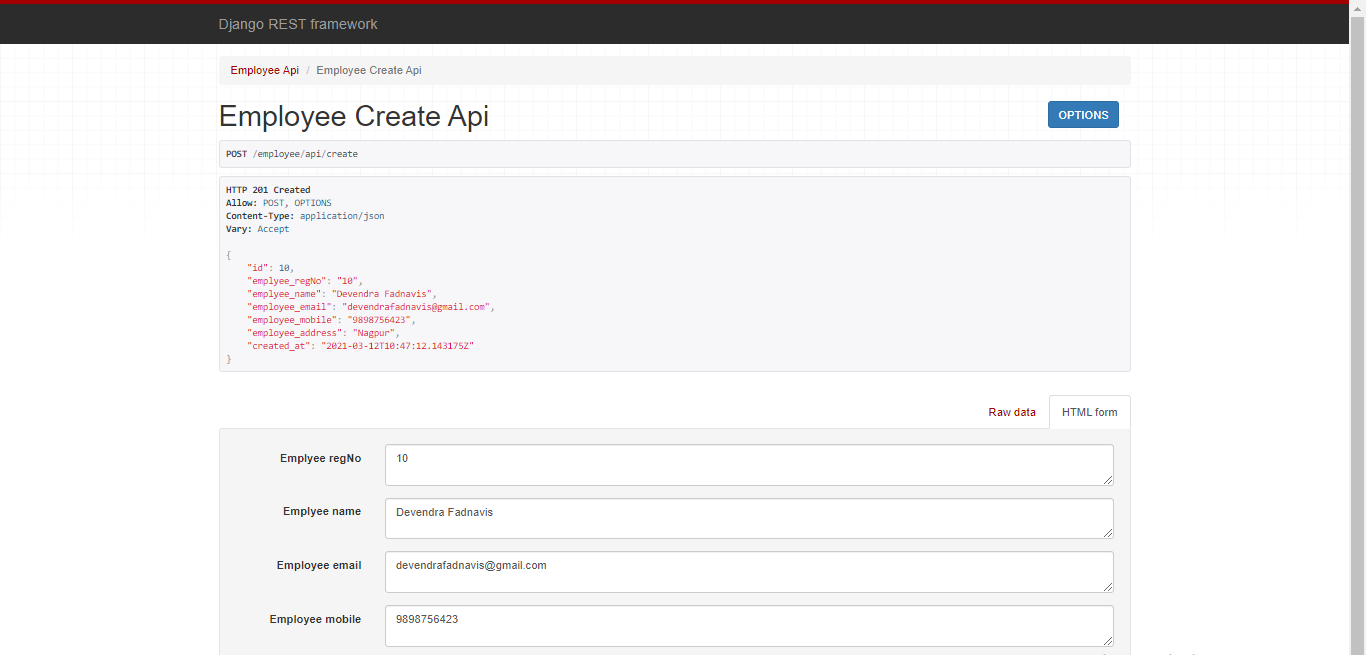 Django REST framework
Employee Api / Employee Create Api
Employee Create Api
OPTIONS
POST /employee/api/create
HTTP 201 Created
Allow: POST, OPTIONS
Content-Type: application/json
Vary: Accept
{
"id": 10,
"emplyee_regNo": "10",
"emplyee_name": "Devendra Fadnavis",
"employee_email": "devendrafadnavis@gmail.com",
"employee_mobile": "9898756423",
"employee_address": "Nagpur",
"created_at": "2021-03-12T10:47:12.143175Z"
}
Raw data
HTML form
Emplyee regNo
10
Emplyee name
Devendra Fadnavis
Employee email
devendrafadnavis@gmail.com
Employee mobile
9898756423